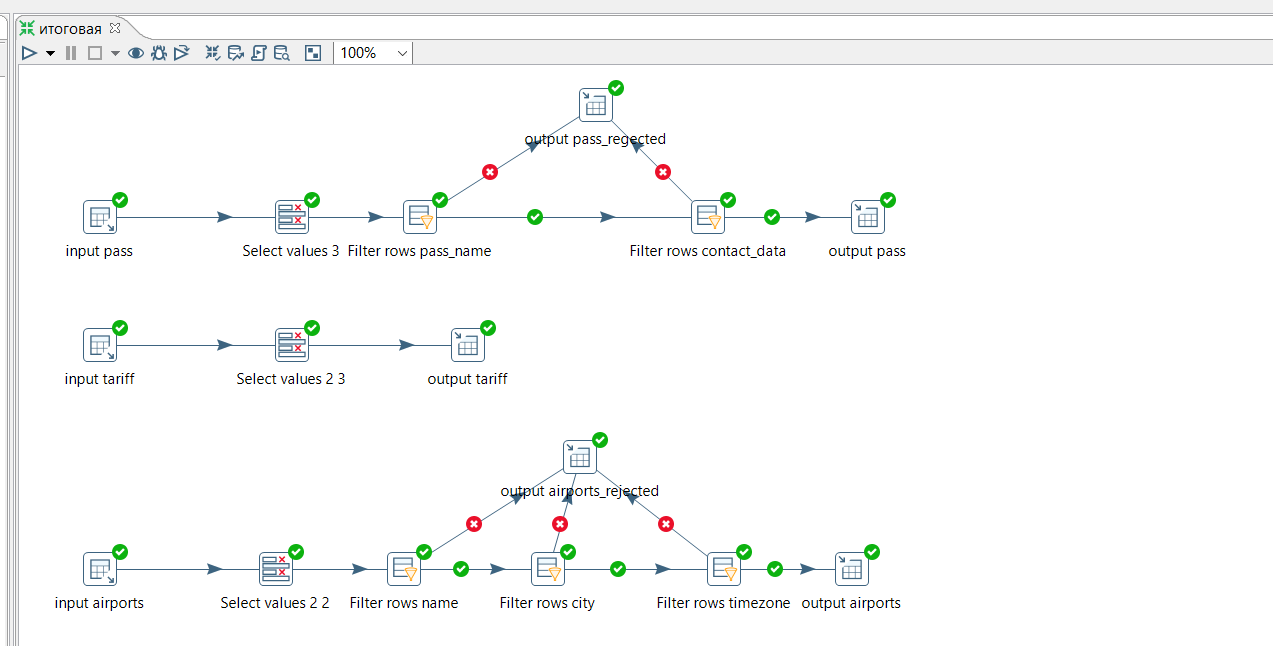 итоговая
100%
output pass_regected
input pass
Select values 3
Filter rows pass_name
Filter rows contact_data
output pass
input tariff
Select values 2 3
output tariff
output airports_rejected
input airports
Select values 2 2
Filter rows name
Filter rows city
Filter rows timezone
output airports